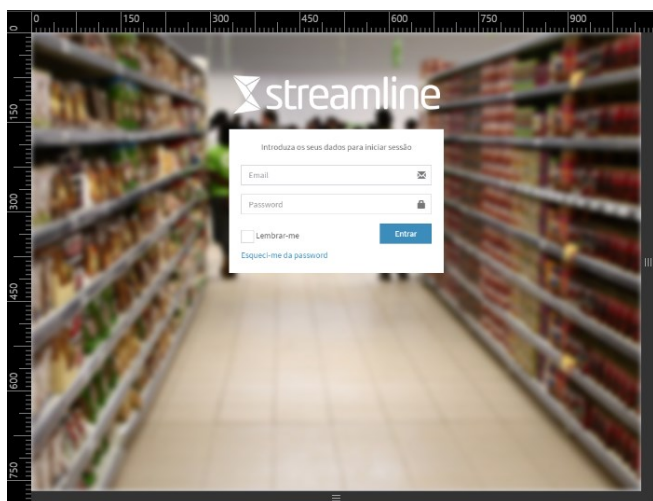 0 150 300 450 600 750 900
0
150
300
450
600
750
streamline
Introduza os seus dados para iniciar sessão
Email
Password
Lembrar-me
Entrar
Esqueci-me da password